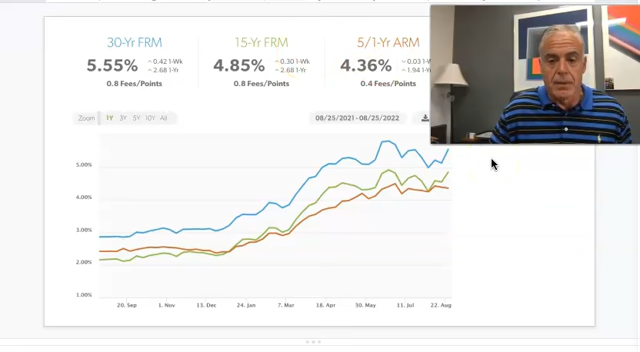 30-Yr FRM 15-Yr FRM 5/1-Yr ARM
5.55% 0.42 1-Wk 4.85% 0.30 1-Wk 4.36% 0.03 1-W
2.68 1-Yr 2.68 1-Yr 1.94 1-Yr
0.8 Fees/Points 0.8 Fees/Points 0.4 Fees/Points
Zoom 1Y 3Y 5Y 10Y All 08/25/2021-08/25/2022
5.00%
4.00%
3.00%
2.00%
1.00%
20. Sep 1. Nov 13. Dec 24. Jan 7. Mar 18. Apr 30. May 11. Jul 22. Aug